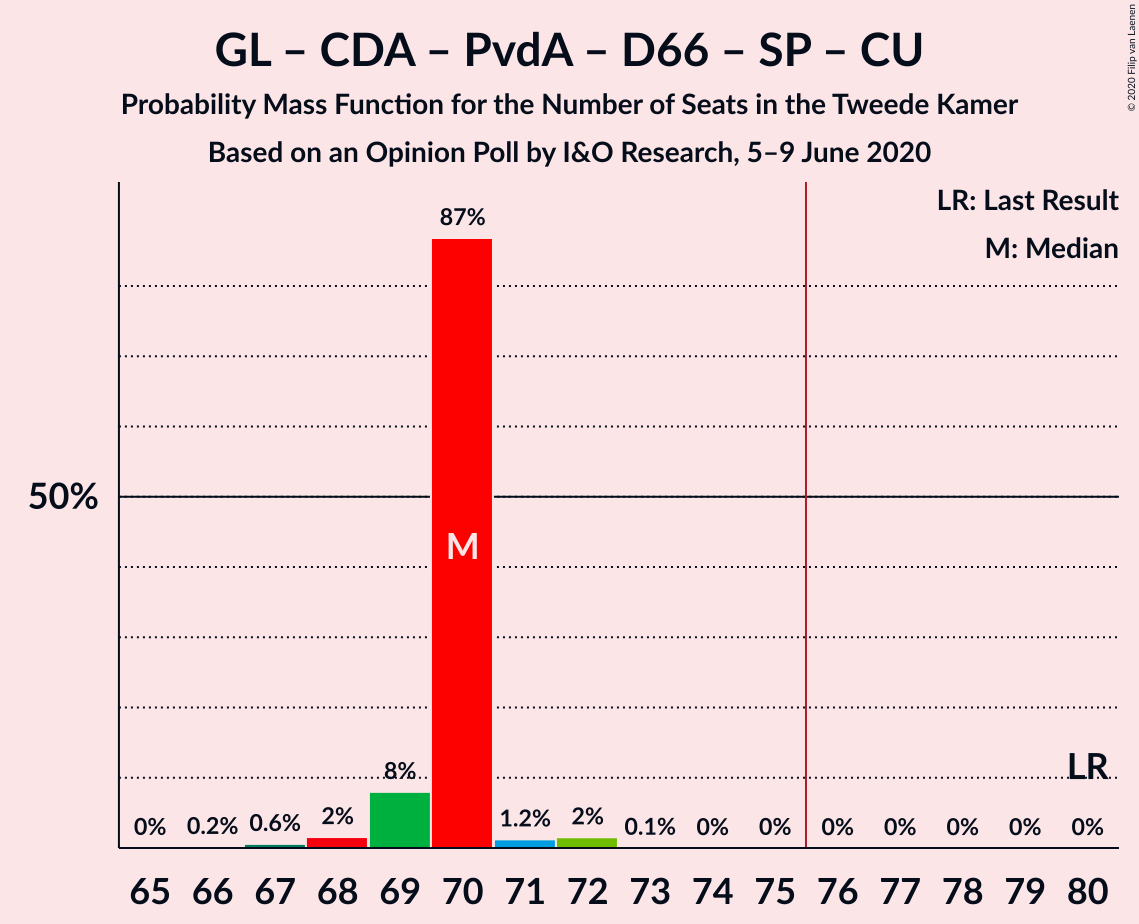 GL – CDA – PvdA – D66 – SP – CU
Probability Mass Function for the Number of Seats in the Tweede Kamer
Based on an Opinion Poll by I&O Research, 5–9 June 2020
© 2020 Filip van Laenen
LR: Last Result
M: Median
87%
50%
M
LR
8%
0% 0.2% 0.6% 2% 1.2% 2% 0.1% 0% 0% 0% 0% 0% 0% 0%
65 66 67 68 69 70 71 72 73 74 75 76 77 78 79 80